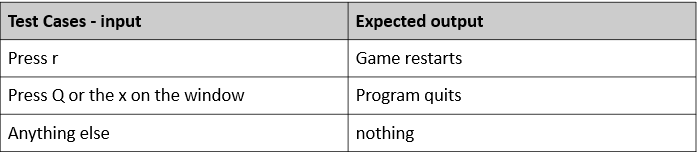 Test Cases - input Expected output
Press r Game restarts
Press Q or the x on the window Program quits
Anything else nothing